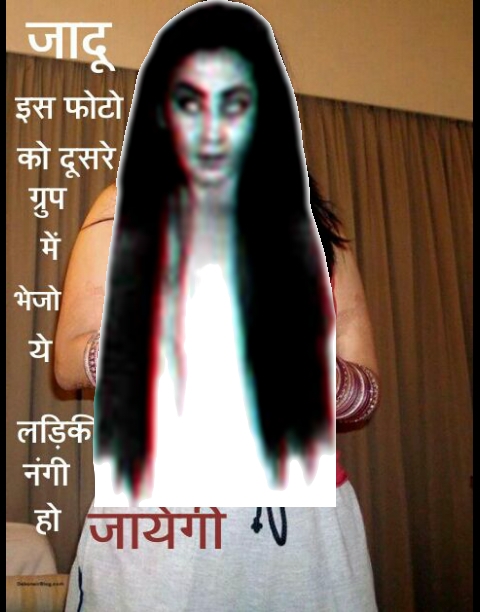 जादू
इस फोटो
को दूसरे
ग्रुप
में
भेजो
ये
लड़िकी
नंगी
हो जायेगी